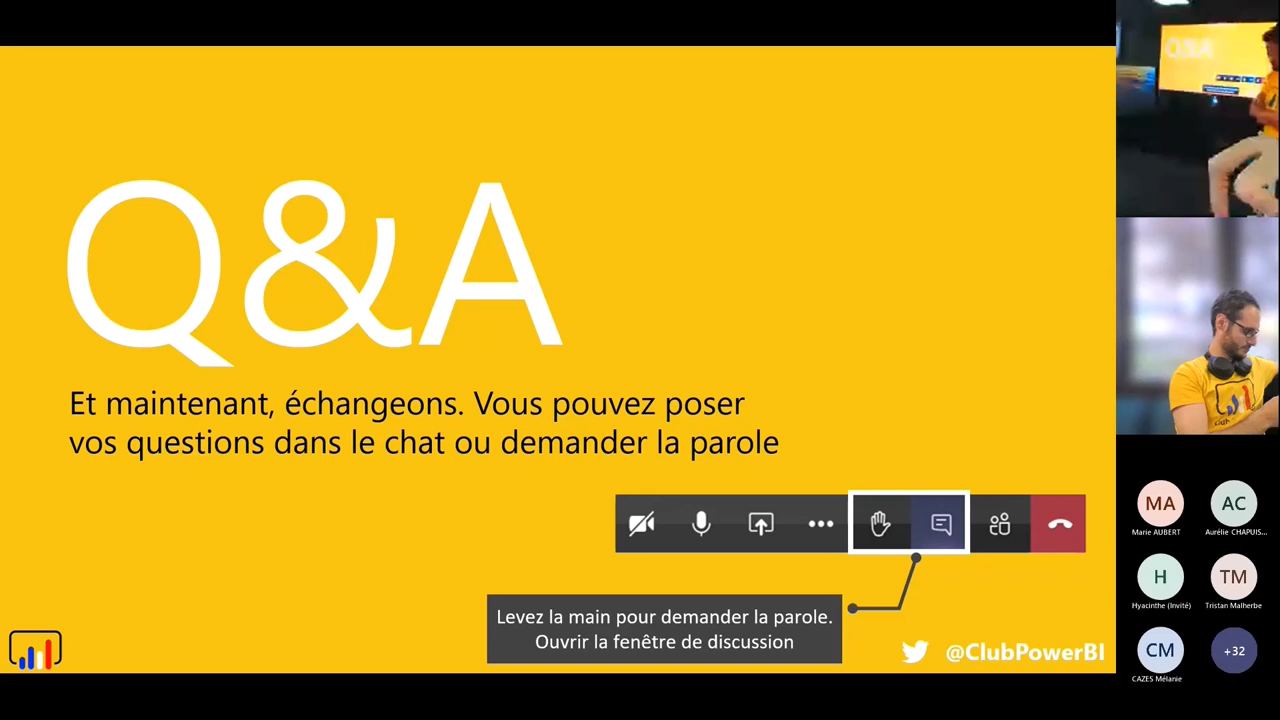 Q&A
Et maintenant, échangeons. Vous pouvez poser
vos questions dans le chat ou demander la parole
Levez la main pour demander la parole.
Ouvrir la fenêtre de discussion
@ClubPowerBI
Q&A
MA
Marie AUBERT
AC
Aurélie CHAPUIS...
H
Hyacinthe (Invité)
TM
Tristan Malherbe
CM
CAZES Mélanie
+32